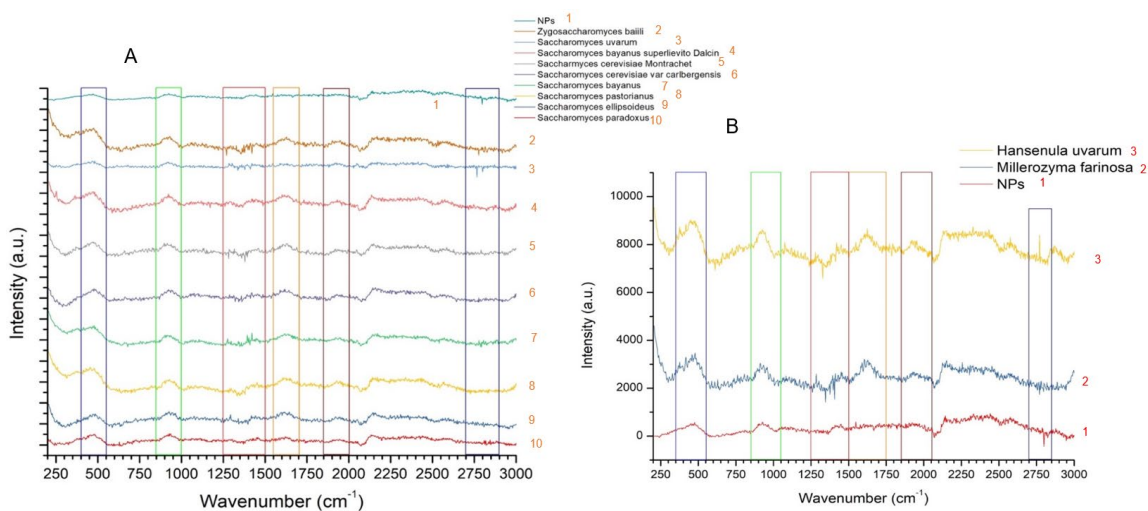 A
NPs 1
Zygosaccharomyces baiili 2
Saccharomyces uvarum 3
Saccharomyces bayanus superlievito Dalcin 4
Saccharmyces cerevisiae Montrachet 5
Saccharomyces cerevisiae var carlbergensis 6
Saccharomyces bayanus 7
Saccharomyces pastorianus 8
Saccharomyces ellipsoideus 9
Saccharomyces paradoxus 10
Intensity (a.u.)
1
2
3
4
5
6
7
8
9
10
250 500 750 1000 1250 1500 1750 2000 2250 2500 2750 3000
Wavenumber (cm-1)
B
Hansenula uvarum 3
Millerozyma farinosa 2
NPs 1
Intensity (a.u.)
10000
8000
6000
4000
2000
0
3
2
1
250 500 750 1000 1250 1500 1750 2000 2250 2500 2750 3000
Wavenumber (cm-1)